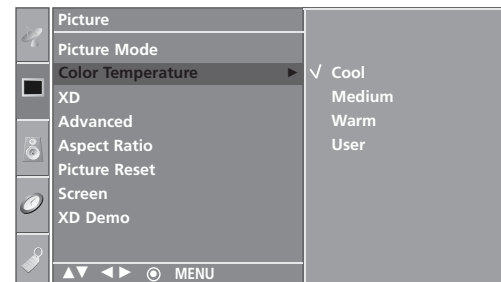 Picture
Picture Mode
Color Temperature ► √ Cool
XD Medium
Advanced Warm
Aspect Ratio User
Picture Reset
Screen
XD Demo
▲▼ ◄► ⦿ MENU